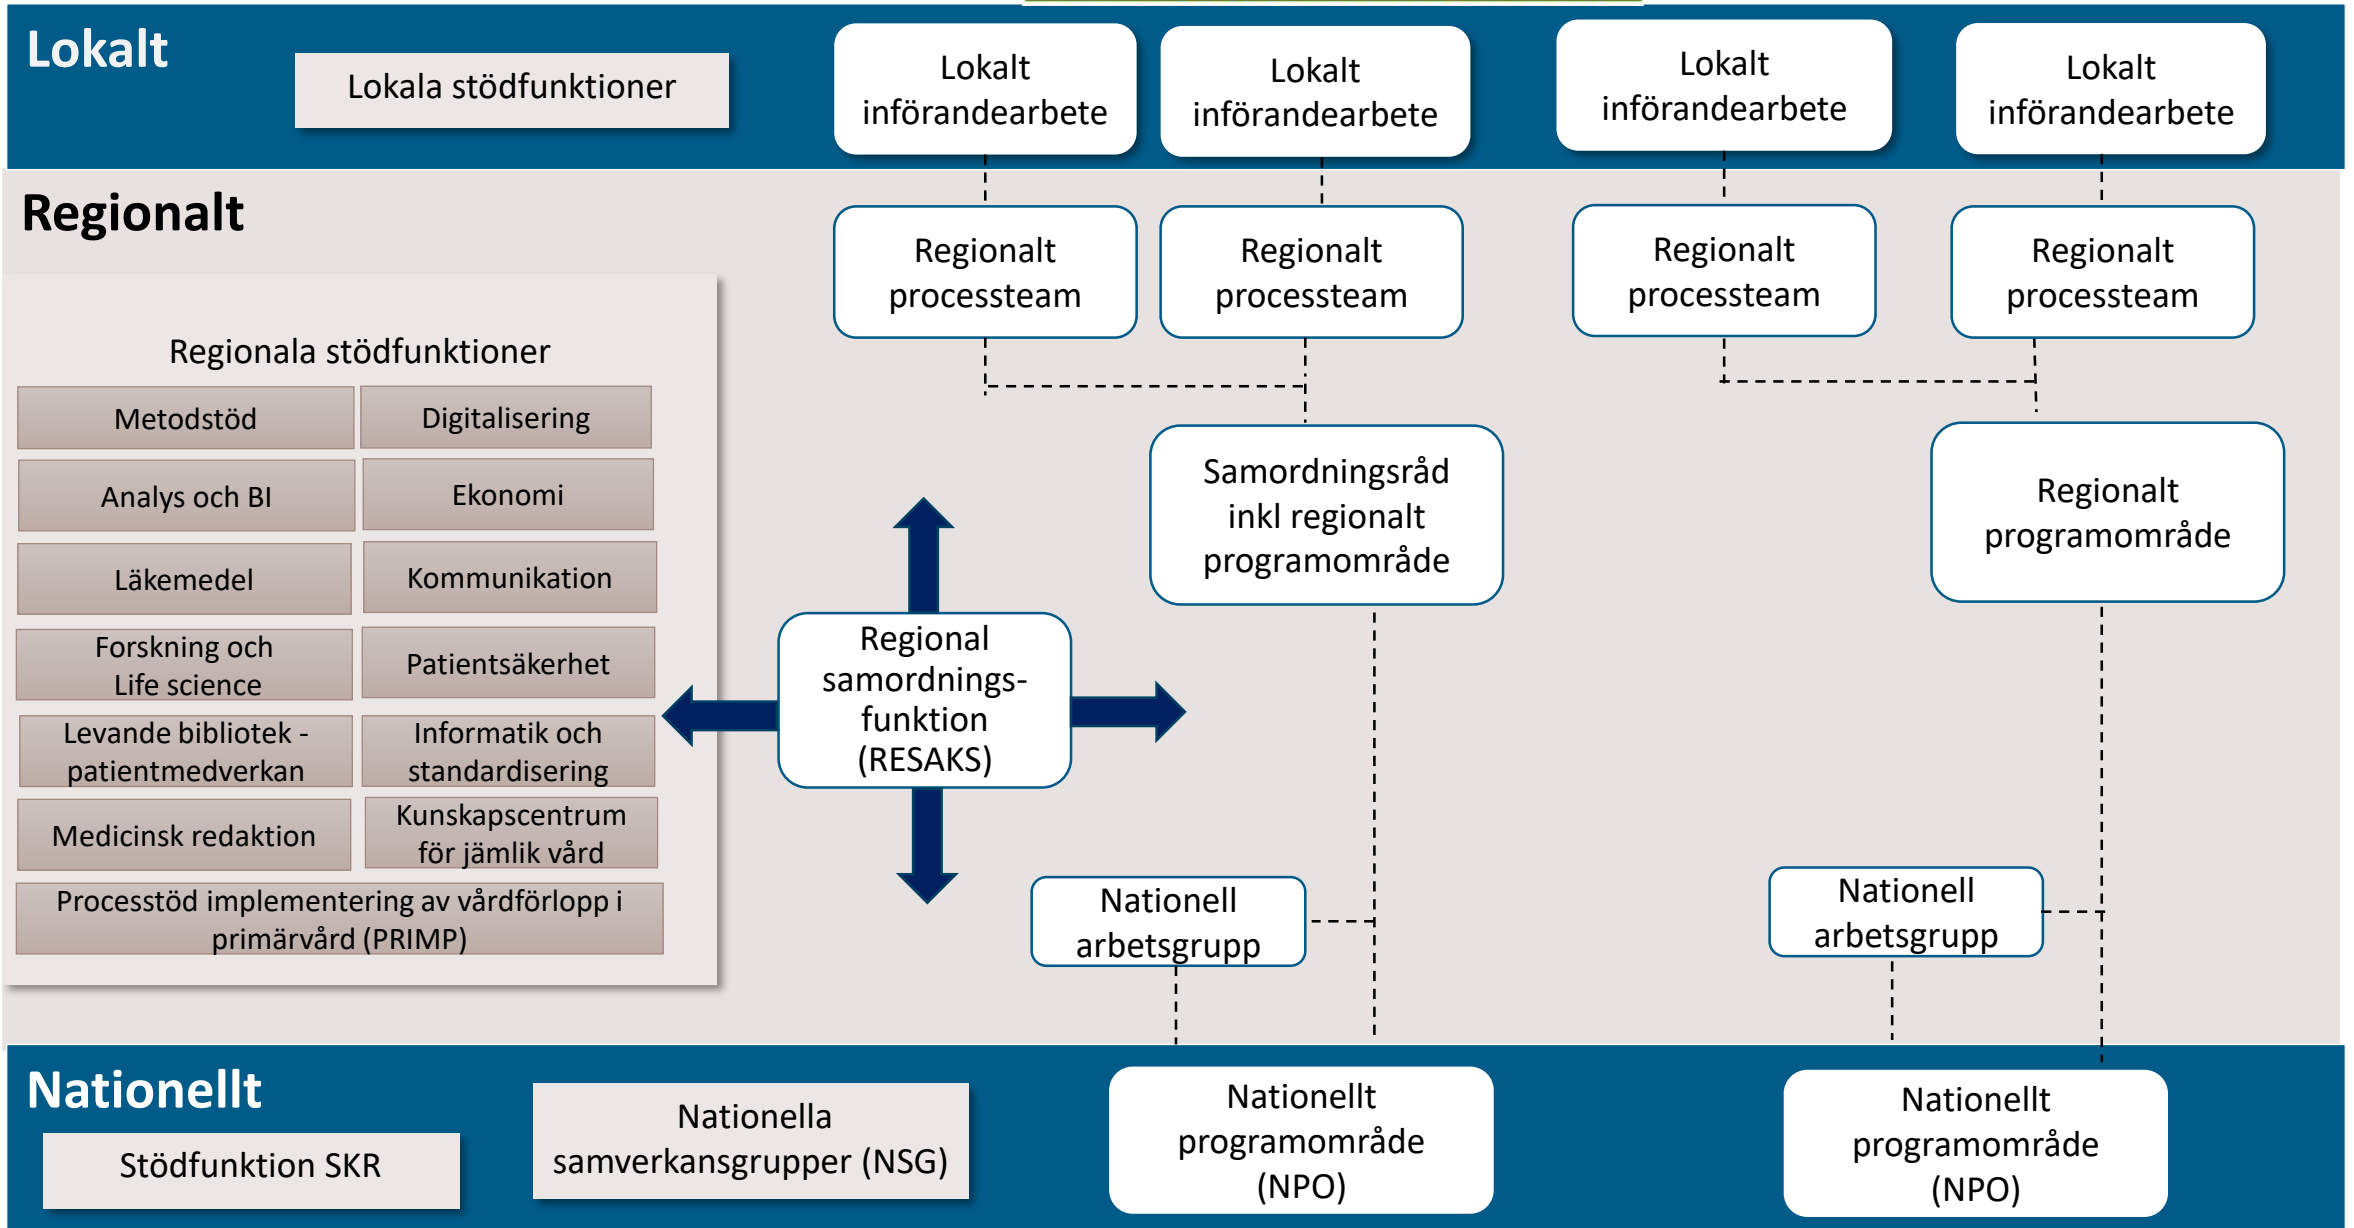 Lokalt
Lokala stödfunktioner
Lokalt
införandearbete
Lokalt
införandearbete
Lokalt
införandearbete
Lokalt
införandearbete
Regionalt
Regionalt
processteam
Regionalt
processteam
Regionalt
processteam
Regionalt
processteam
Regionala stödfunktioner
Metodstöd
Digitalisering
Analys och BI
Ekonomi
Läkemedel
Kommunikation
Forskning och
Life science
Patientsäkerhet
Levande bibliotek -
patientmedverkan
Informatik och
standardisering
Medicinsk redaktion
Kunskapscentrum
för jämlik vård
Processtöd implementering av vårdförlopp i
primärvård (PRIMP)
Regional
samordnings-
funktion
(RESAKS)
Samordningsråd
inkl regionalt
programområde
Regionalt
programområde
Nationell
arbetsgrupp
Nationell
arbetsgrupp
Nationellt
Stödfunktion SKR
Nationella
samverkansgrupper (NSG)
Nationellt
programområde
(NPO)
Nationellt
programområde
(NPO)